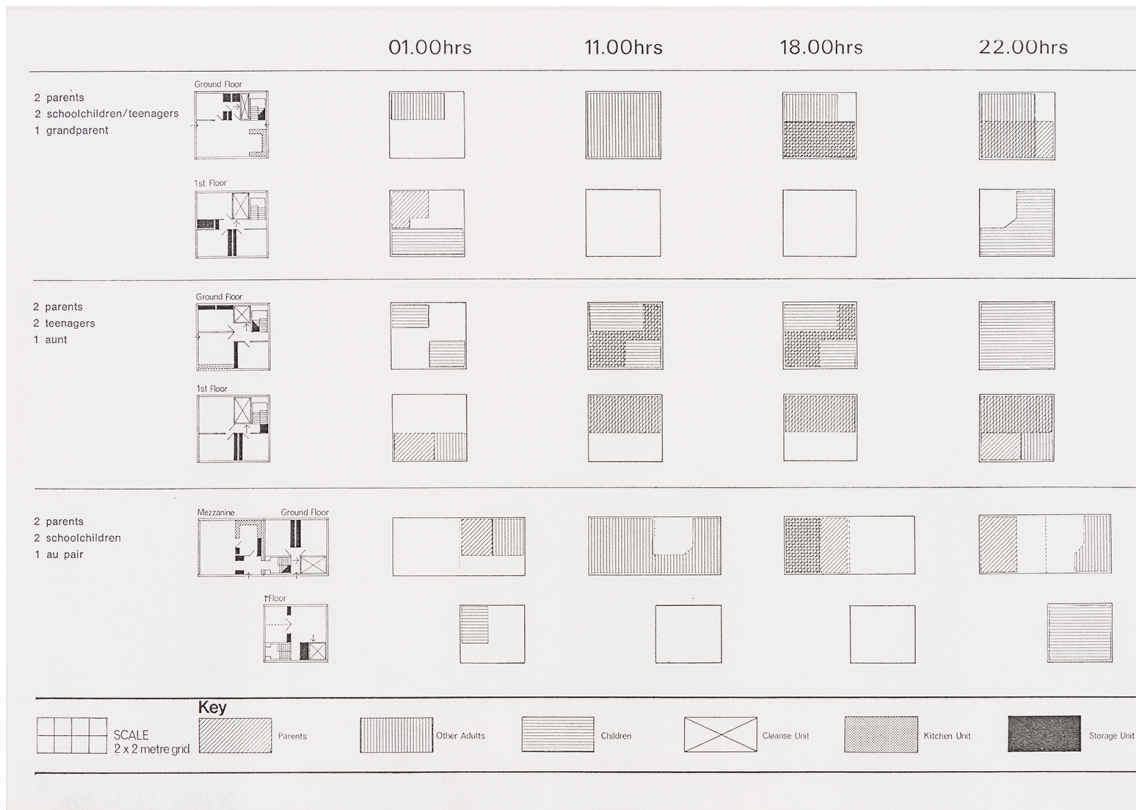 01.00hrs 11.00hrs 18.00hrs 22.00hrs
Ground Floor
2 parents
2 schoolchildren/teenagers
1 grandparent
1st Floor
Ground Floor
2 parents
2 teenagers
1 aunt
1st Floor
Mezzanine Ground Floor
2 parents
2 schoolchildren
1 au pair
1Floor
Key
SCALE
2 x 2 metre grid
Parents
Other Adults
Children
Cleanse Unit
Kitchen Unit
Storage Unit